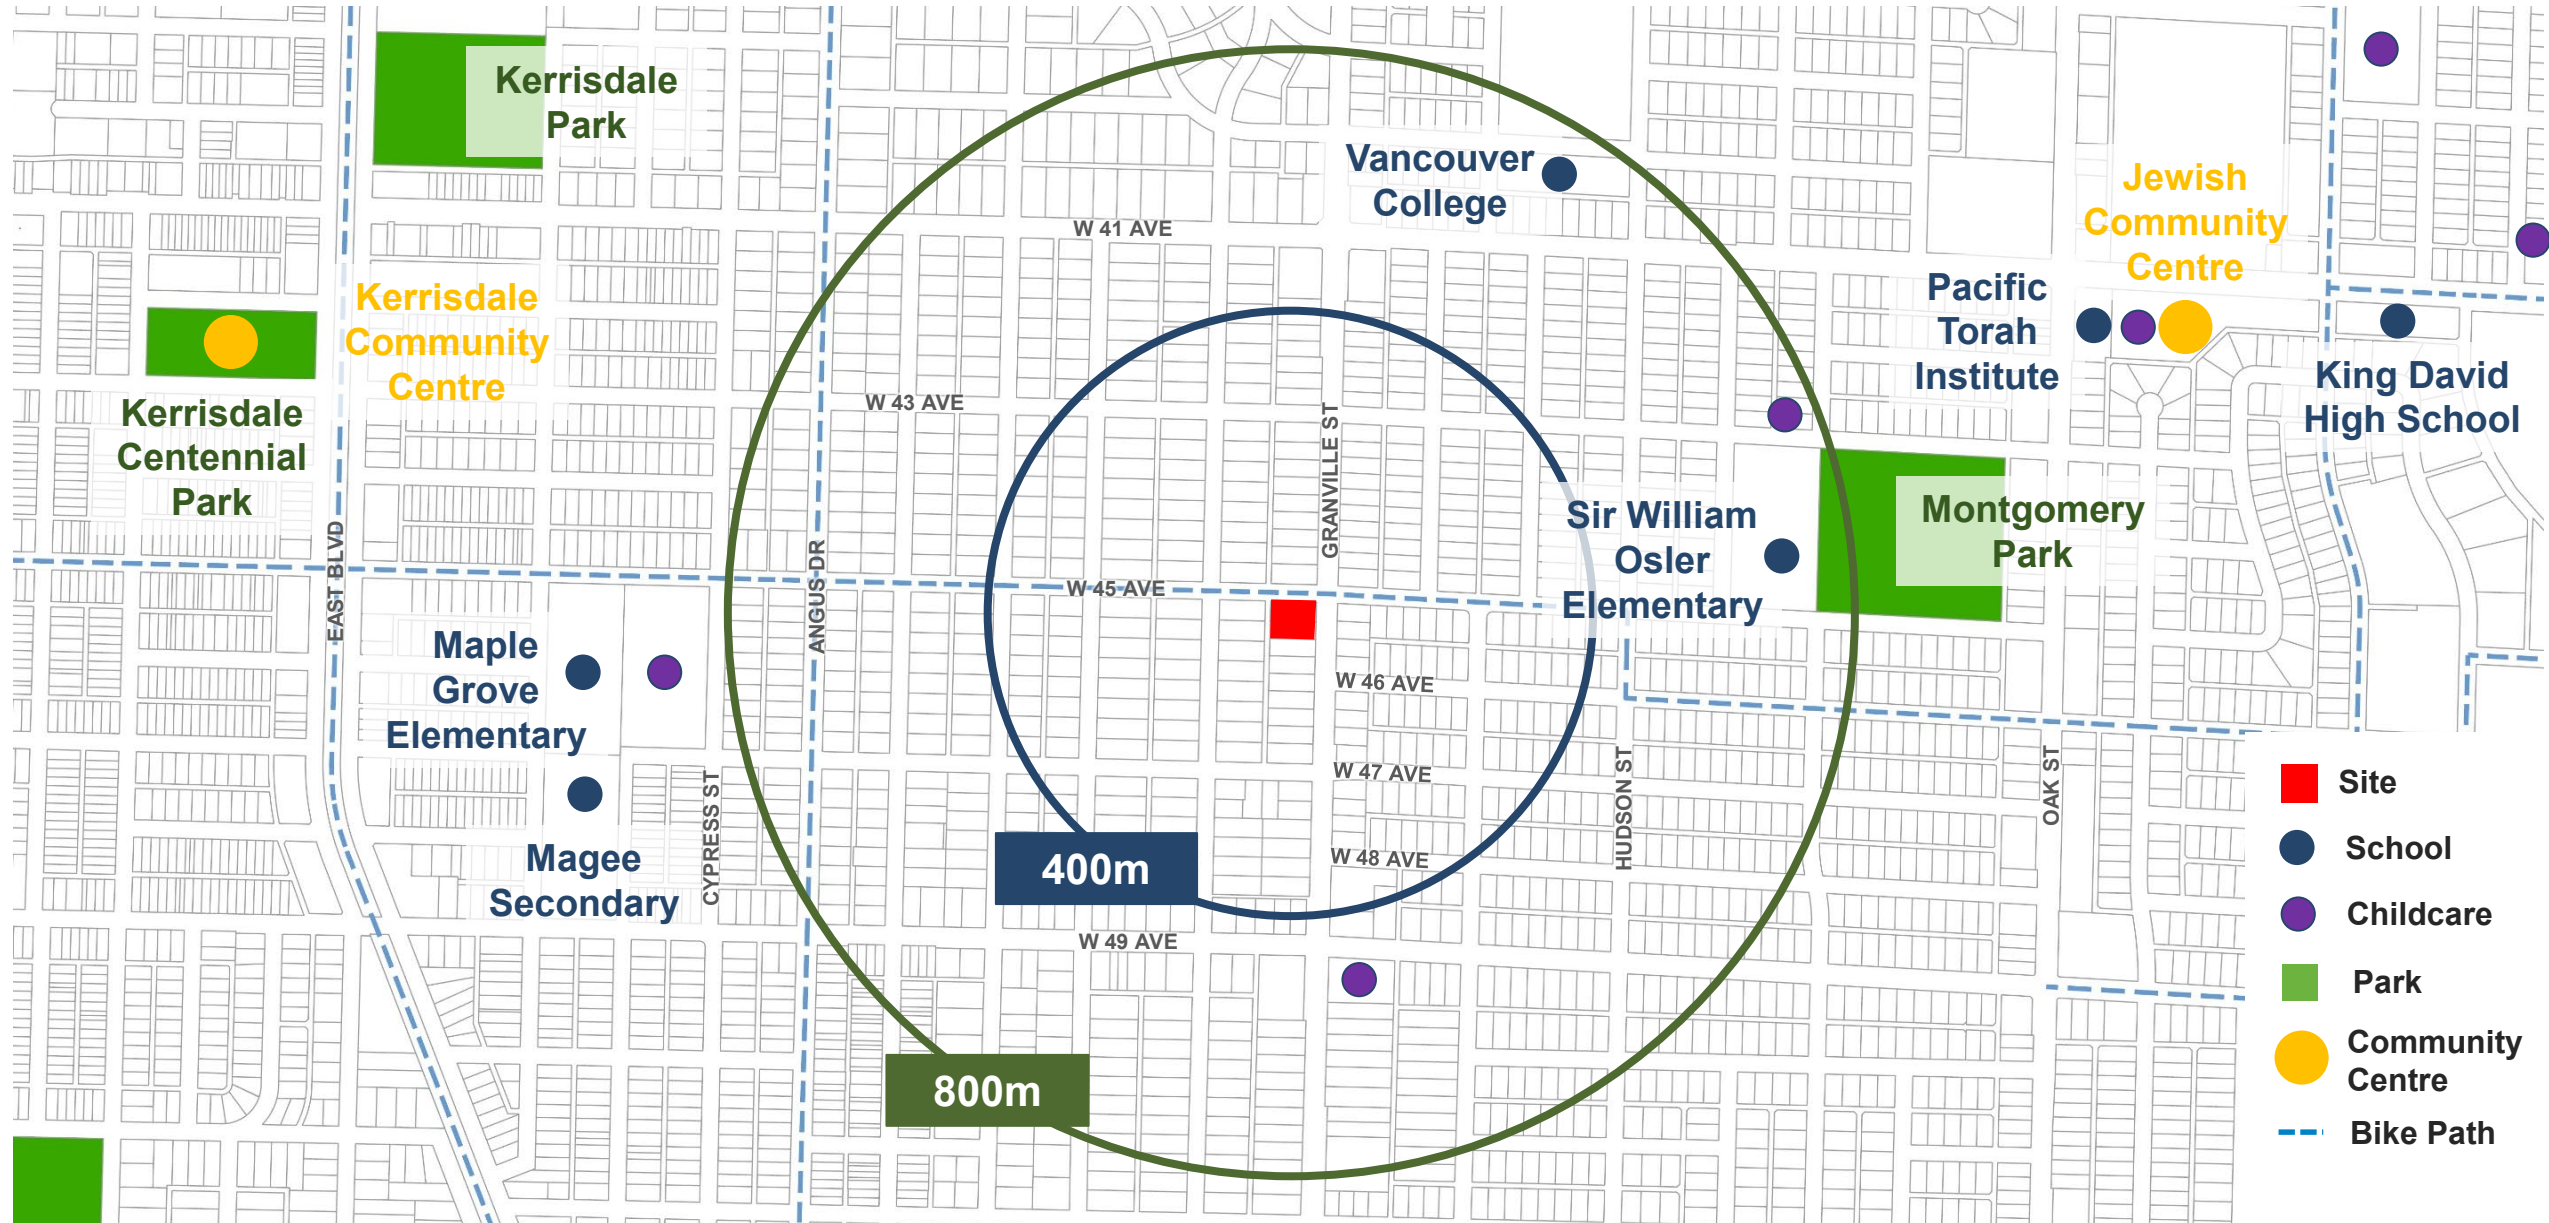 Kerrisdale
Park
Vancouver
College
Jewish
Community
Centre
W 41 AVE
Kerrisdale
Community
Centre
Pacific
Torah
Institute
King David
High School
Kerrisdale
Centennial
Park
W 43 AVE
GRANVILLE ST
Sir William
Osler
Elementary
Montgomery
Park
EAST BLVD
ANGUS DR
W 45 AVE
Maple
Grove
Elementary
W 46 AVE
W 47 AVE
HUDSON ST
OAK ST
CYPRESS ST
Magee
Secondary
400m
W 48 AVE
W 49 AVE
800m
Site
School
Childcare
Park
Community
Centre
Bike Path